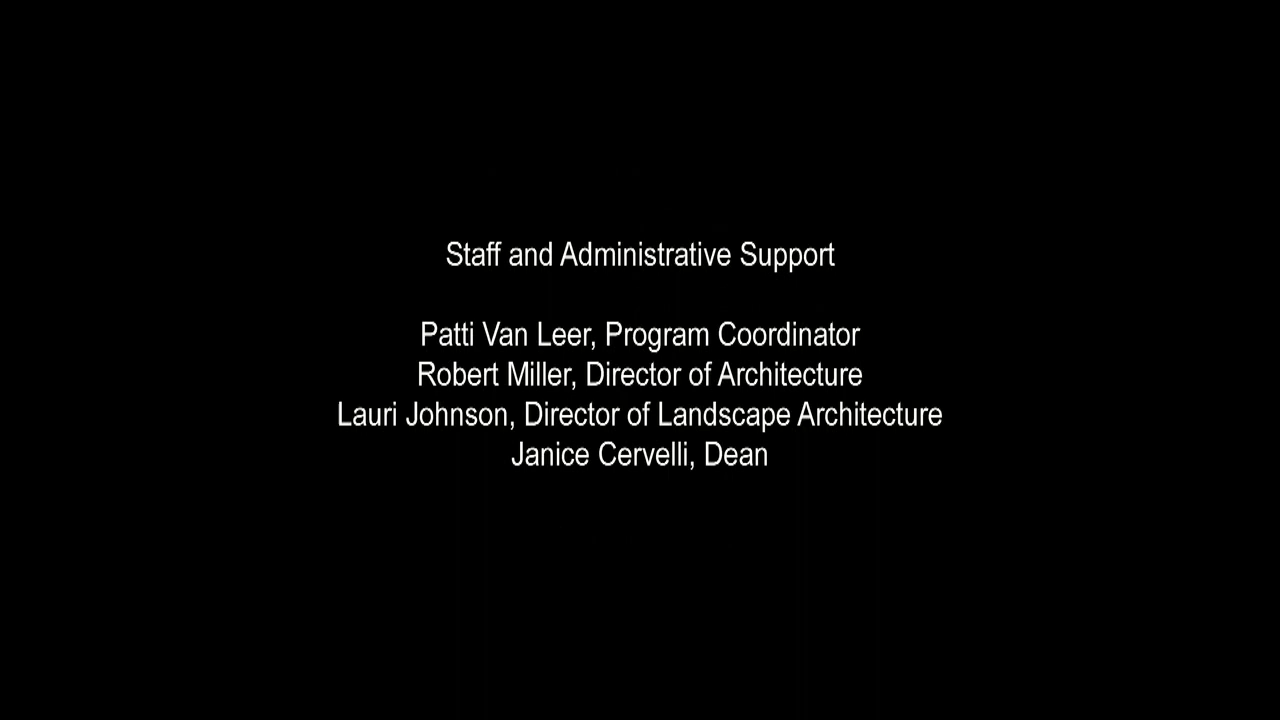 Staff and Administrative Support
Patti Van Leer, Program Coordinator
Robert Miller, Director of Architecture
Lauri Johnson, Director of Landscape Architecture
Janice Cervelli, Dean